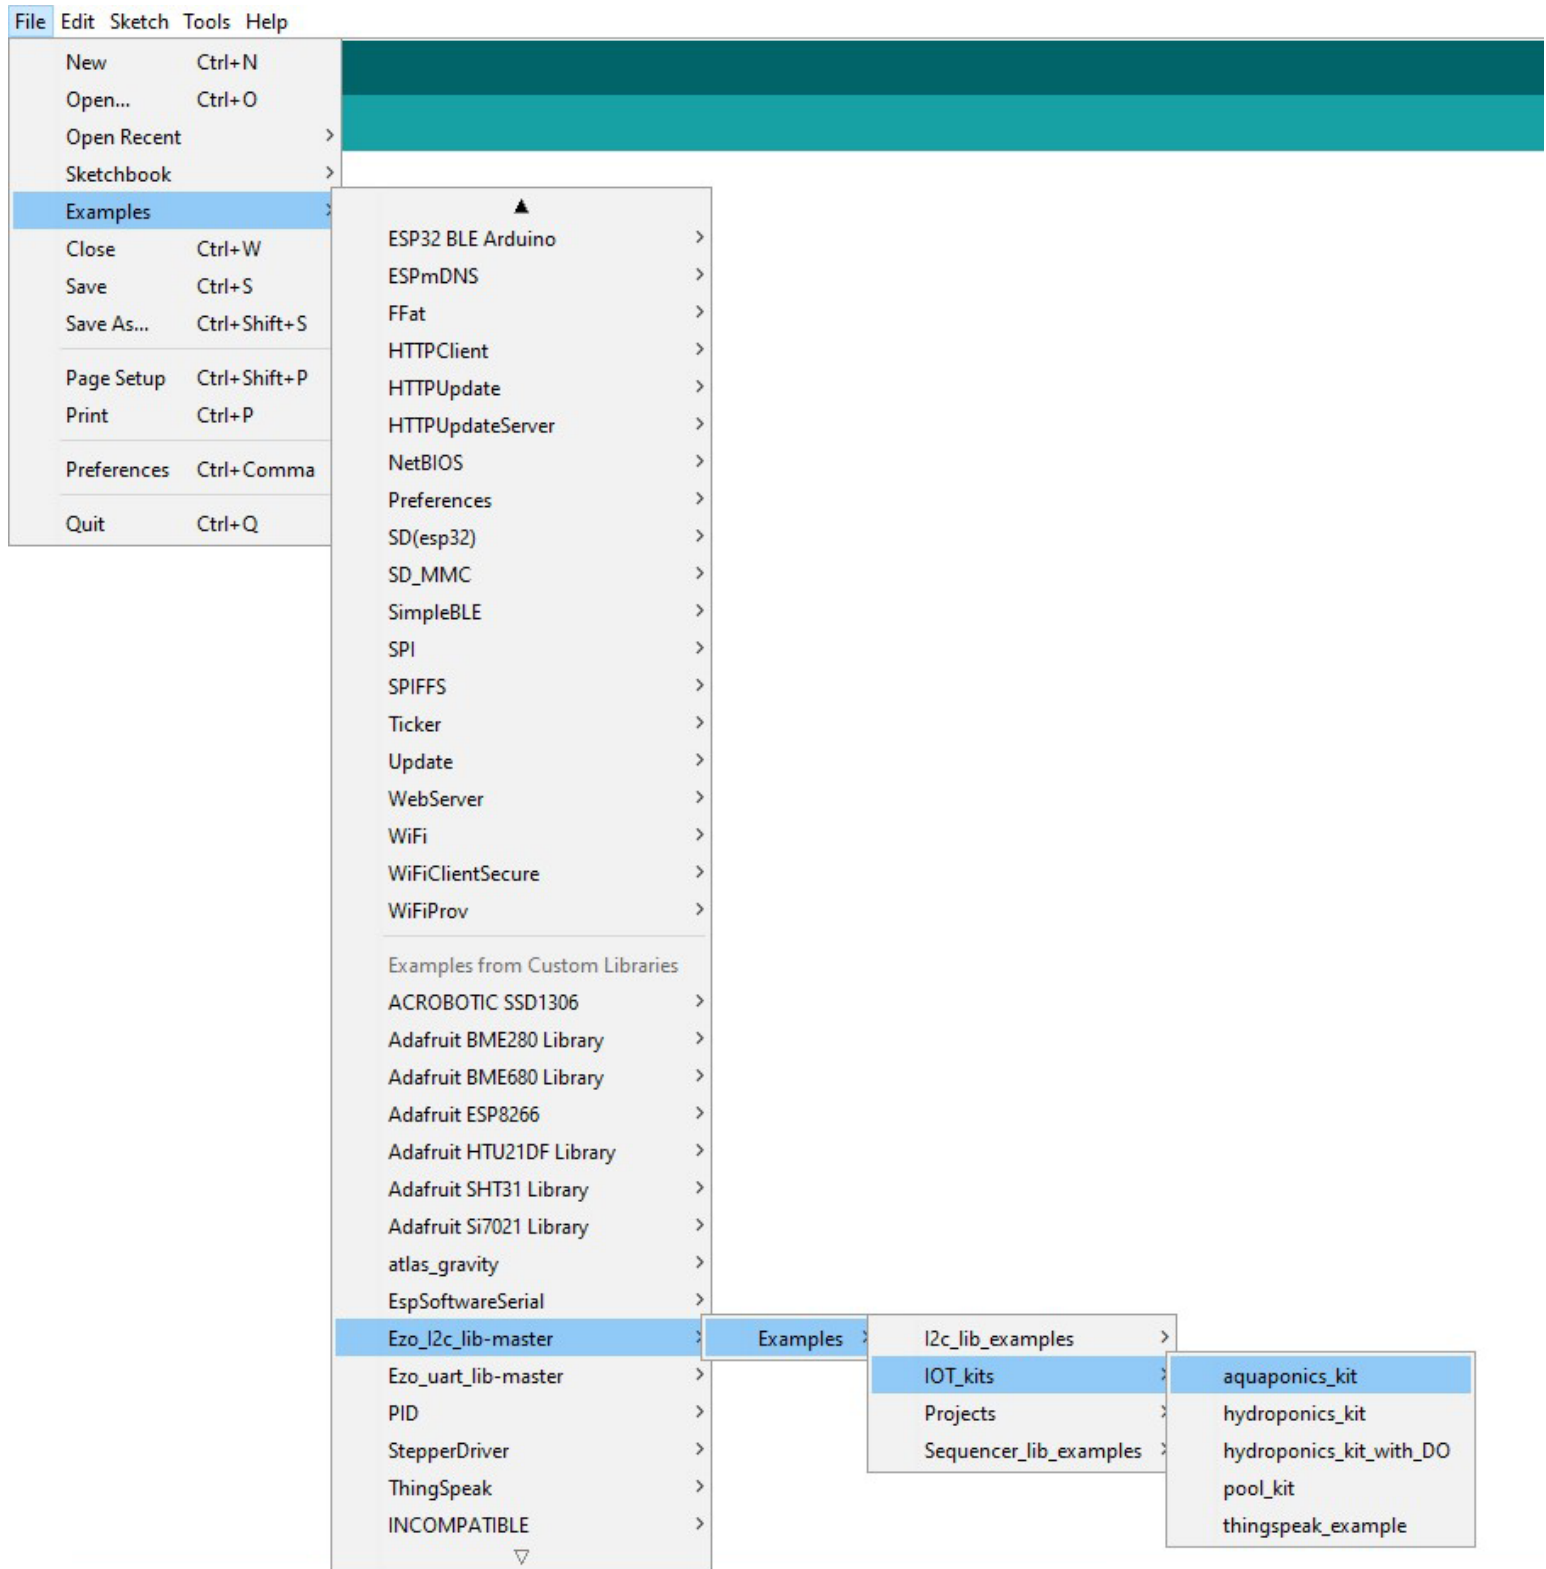 File Edit Sketch Tools Help
New Ctrl+N
Open... Ctrl+O
Open Recent
Sketchbook
Examples
Close Ctrl+W
Save Ctrl+S
Save As... Ctrl+Shift+S
Page Setup Ctrl+Shift+P
Print Ctrl+P
Preferences Ctrl+Comma
Quit Ctrl+Q
ESP32 BLE Arduino
ESPmDNS
FFat
HTTPClient
HTTPUpdate
HTTPUpdateServer
NetBIOS
Preferences
SD(esp32)
SD_MMC
SimpleBLE
SPI
SPIFFS
Ticker
Update
WebServer
WiFi
WiFiClientSecure
WiFiProv
Examples from Custom Libraries
ACROBOTIC SSD1306
Adafruit BME280 Library
Adafruit BME680 Library
Adafruit ESP8266
Adafruit HTU21DF Library
Adafruit SHT31 Library
Adafruit Si7021 Library
atlas_gravity
EspSoftwareSerial
Ezo_I2c_lib-master
Ezo_uart_lib-master
PID
StepperDriver
ThingSpeak
INCOMPATIBLE
Examples
I2c_lib_examples
IOT_kits
Projects
Sequencer_lib_examples
aquaponics_kit
hydroponics_kit
hydroponics_kit_with_DO
pool_kit
thingspeak_example